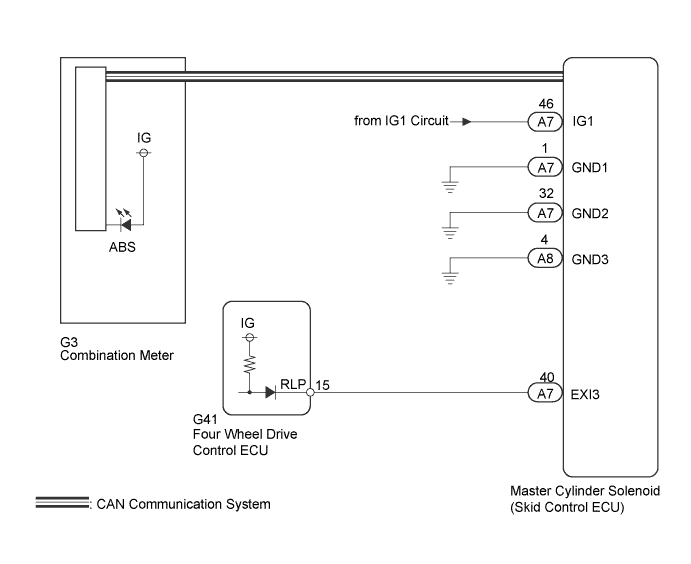 46
from IG1 Circuit
A7
IG1
IG
1
A7
GND1
32
A7
GND2
ABS
4
A8
GND3
IG
G3
Combination Meter
RLP
15
40
A7
EXI3
G41
Four Wheel Drive
Control ECU
Master Cylinder Solenoid
(Skid Control ECU)
: CAN Communication System